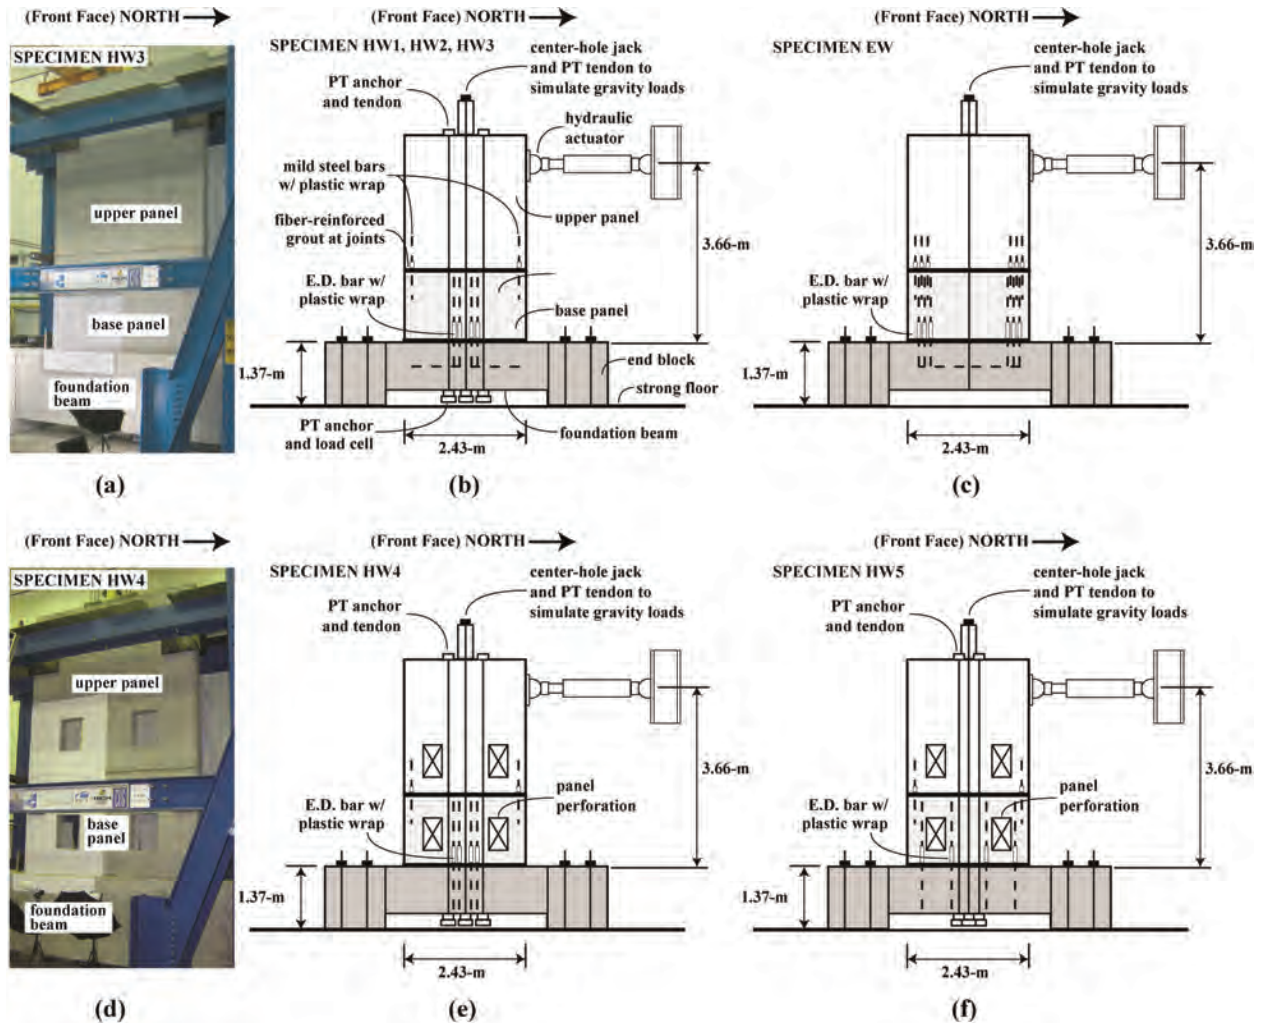 (Front Face) NORTH
SPECIMEN HW3
upper panel
base panel
foundation
beam
(a)
(Front Face) NORTH
SPECIMEN HW1, HW2, HW3
center-hole jack
and PT tendon to
simulate gravity loads
PT anchor
and tendon
hydraulic
actuator
mild steel bars
w/ plastic wrap
upper panel
fiber-reinforced
grout at joints
3.66-m
E.D. bar w/
plastic wrap
base panel
1.37-m
end block
strong floor
PT anchor
and load cell
foundation beam
2.43-m
(b)
(Front Face) NORTH
SPECIMEN EW
center-hole jack
and PT tendon to
simulate gravity loads
3.66-m
E.D. bar w/
plastic wrap
1.37-m
2.43-m
(c)
(Front Face) NORTH
SPECIMEN HW4
upper panel
base
panel
foundation
beam
(d)
(Front Face) NORTH
SPECIMEN HW4
center-hole jack
and PT tendon to
simulate gravity loads
PT anchor
and tendon
3.66-m
panel
perforation
E.D. bar w/
plastic wrap
1.37-m
2.43-m
(e)
(Front Face) NORTH
SPECIMEN HW5
center-hole jack
and PT tendon to
simulate gravity loads
PT anchor
and tendon
3.66-m
panel
perforation
E.D. bar w/
plastic wrap
1.37-m
2.43-m
(f)